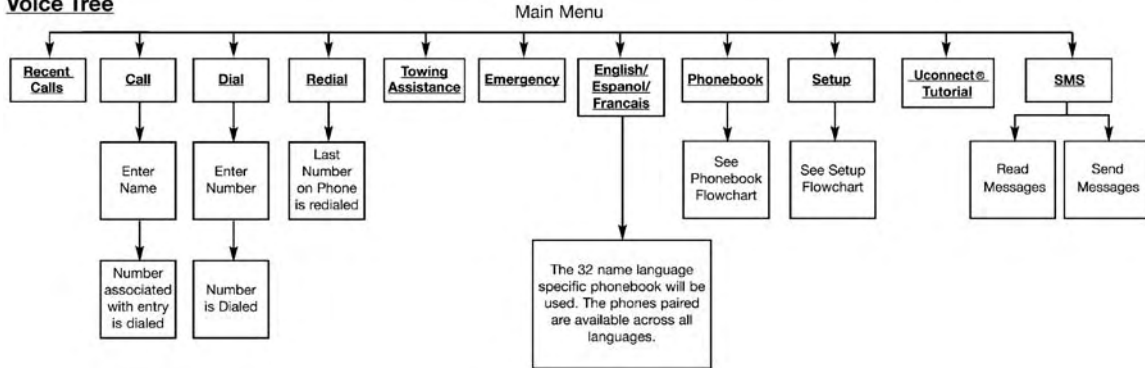 Voice Tree
Main Menu
Recent
Calls
Call
Dial
Redial
Towing
Assistance
Emergency
English/
Espanol/
Francais
Phonebook
Setup
Uconnect®
Tutorial
SMS
Enter
Name
Enter
Number
Last
Number
on Phone
is redialed
See
Phonebook
Flowchart
See Setup
Flowchart
Read
Messages
Send
Messages
Number
associated
with entry
is dialed
Number
is Dialed
The 32 name language
specific phonebook will be
used. The phones paired
are available across all
languages.